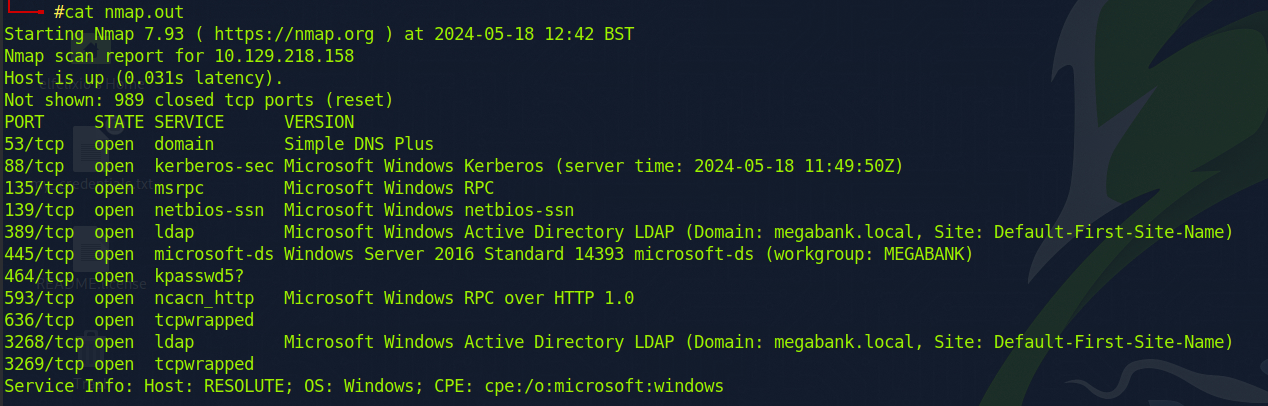 #cat nmap.out
Starting Nmap 7.93 ( https://nmap.org ) at 2024-05-18 12:42 BST
Nmap scan report for 10.129.218.158
Host is up (0.031s latency).
Not shown: 989 closed tcp ports (reset)
PORT     STATE SERVICE      VERSION
53/tcp   open  domain       Simple DNS Plus
88/tcp   open  kerberos-sec Microsoft Windows Kerberos (server time: 2024-05-18 11:49:50Z)
135/tcp  open  msrpc        Microsoft Windows RPC
139/tcp  open  netbios-ssn  Microsoft Windows netbios-ssn
389/tcp  open  ldap         Microsoft Windows Active Directory LDAP (Domain: megabank.local, Site: Default-First-Site-Name)
445/tcp  open  microsoft-ds Windows Server 2016 Standard 14393 microsoft-ds (workgroup: MEGABANK)
464/tcp  open  kpasswd5?
593/tcp  open  ncacn_http   Microsoft Windows RPC over HTTP 1.0
636/tcp  open  tcpwrapped
3268/tcp open  ldap         Microsoft Windows Active Directory LDAP (Domain: megabank.local, Site: Default-First-Site-Name)
3269/tcp open  tcpwrapped
Service Info: Host: RESOLUTE; OS: Windows; CPE: cpe:/o:microsoft:windows